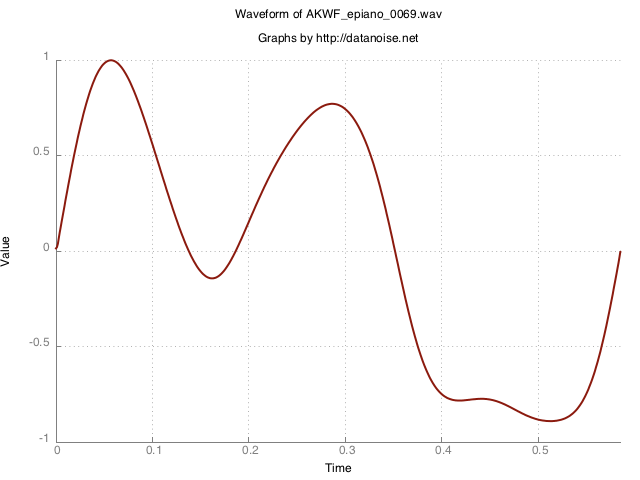 Waveform of AKWF_epiano_0069.wav
Graphs by http://datanoise.net
1
0.5
0
-0.5
-1
Value
0 0.1 0.2 0.3 0.4 0.5
Time